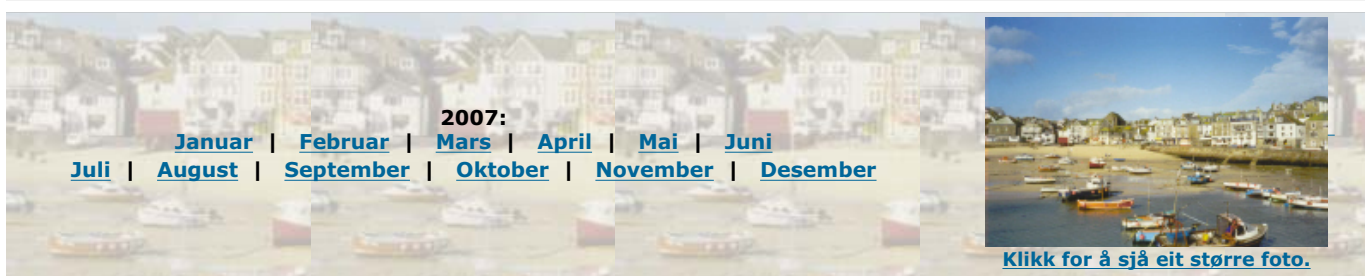 2007:
Januar | Februar | Mars | April | Mai | Juni
Juli | August | September | Oktober | November | Desember
Klikk for å sjå eit større foto.